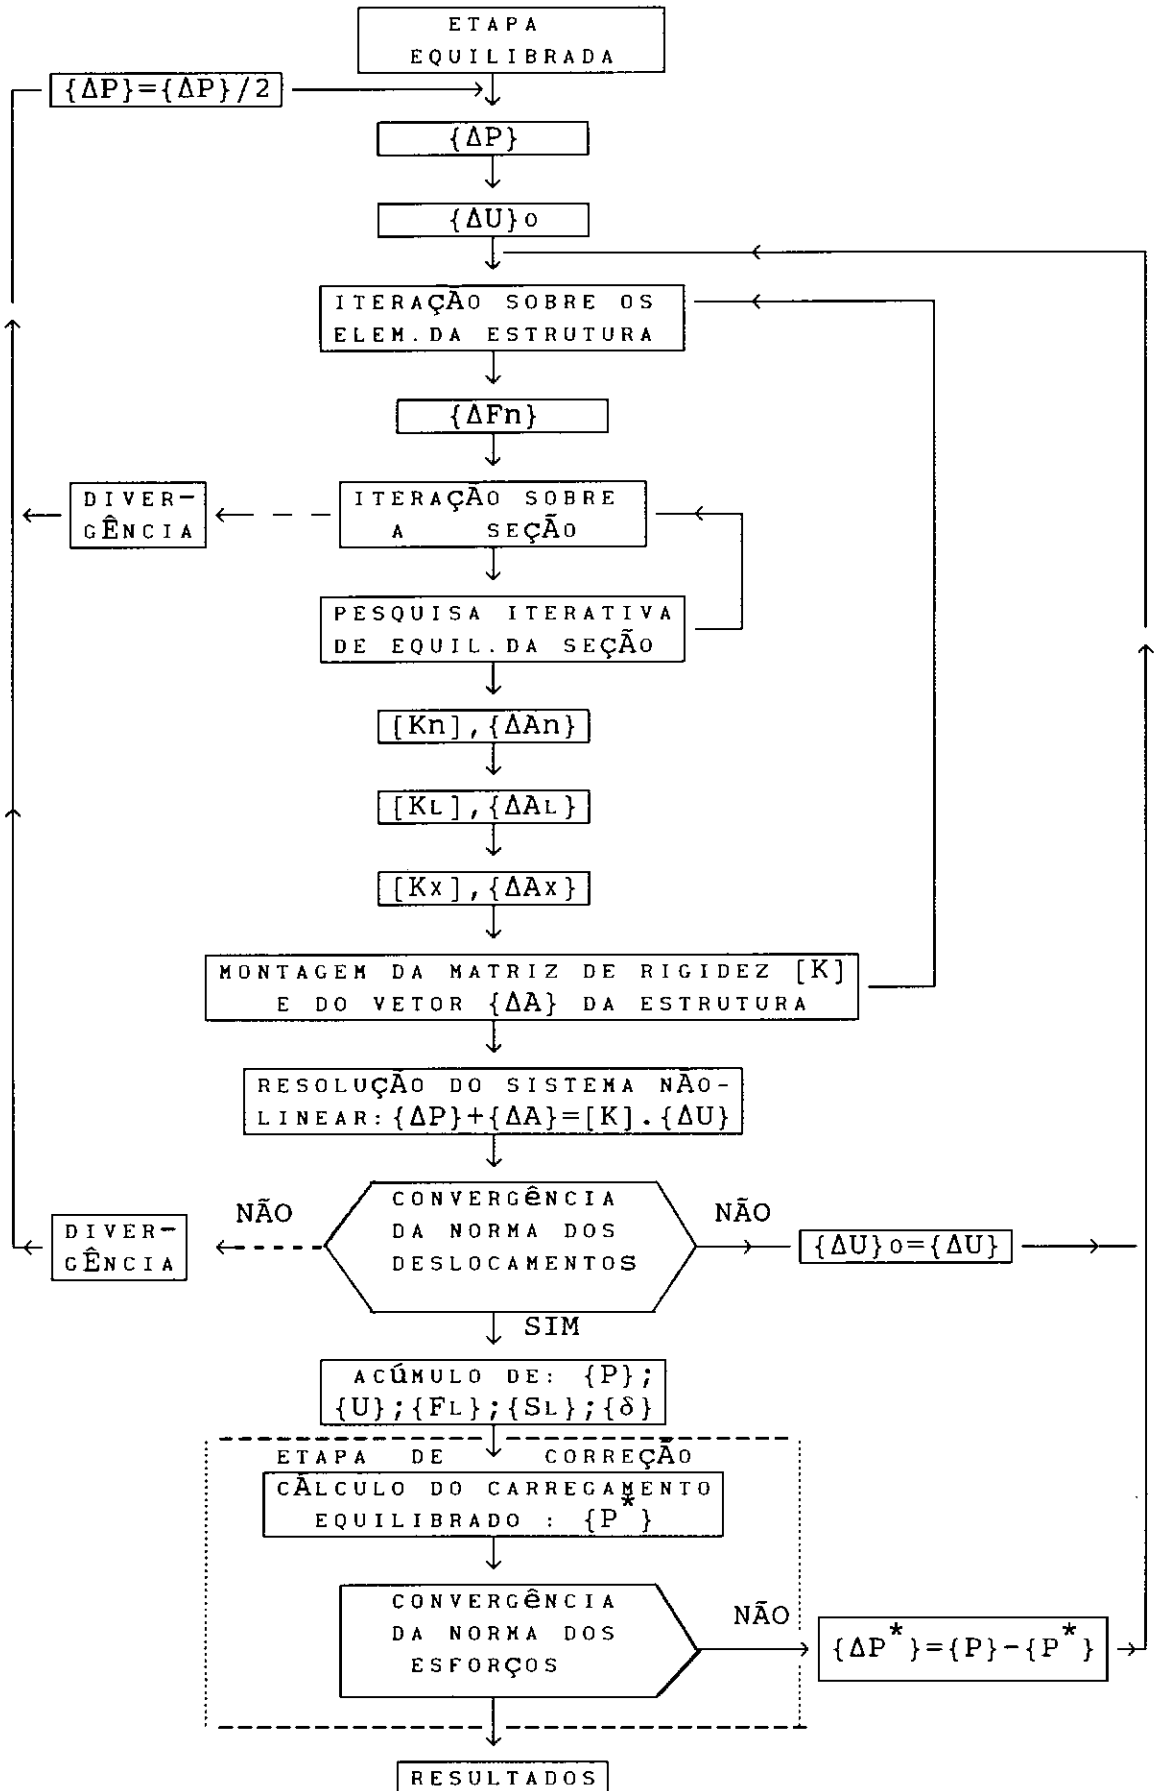 ETAPA
EQUILIBRADA
{ΔP}={ΔP}/2
{ΔP}
{ΔU}o
ITERAÇÃO SOBRE OS
ELEM.DA ESTRUTURA
{ΔFn}
DIVER-
GÊNCIA
ITERAÇÃO SOBRE
A SEÇÃO
PESQUISA ITERATIVA
DE EQUIL.DA SEÇÃO
[Kn],{ΔAn}
[KL],{ΔAL}
[Kx],{ΔAx}
MONTAGEM DA MATRIZ DE RIGIDEZ [K]
E DO VETOR {ΔA} DA ESTRUTURA
RESOLUÇÃO DO SISTEMA NÃO-
LINEAR:{ΔP}+{ΔA}=[K].{ΔU}
DIVER-
GÊNCIA
NÃO
CONVERGêNCIA
DA NORMA DOS
DESLOCAMENTOS
NÃO
{ΔU}o={ΔU}
SIM
ACÚMULO DE: {P};
{U};{FL};{SL};{δ}
ETAPA DE CORREÇÃO
CÃLCULO DO CARREGAMENTO
EQUILIBRADO : {P*}
CONVERGêNCIA
DA NORMA DOS
ESFORÇOS
NÃO
{ΔP*}={P}-{P*}
RESULTADOS